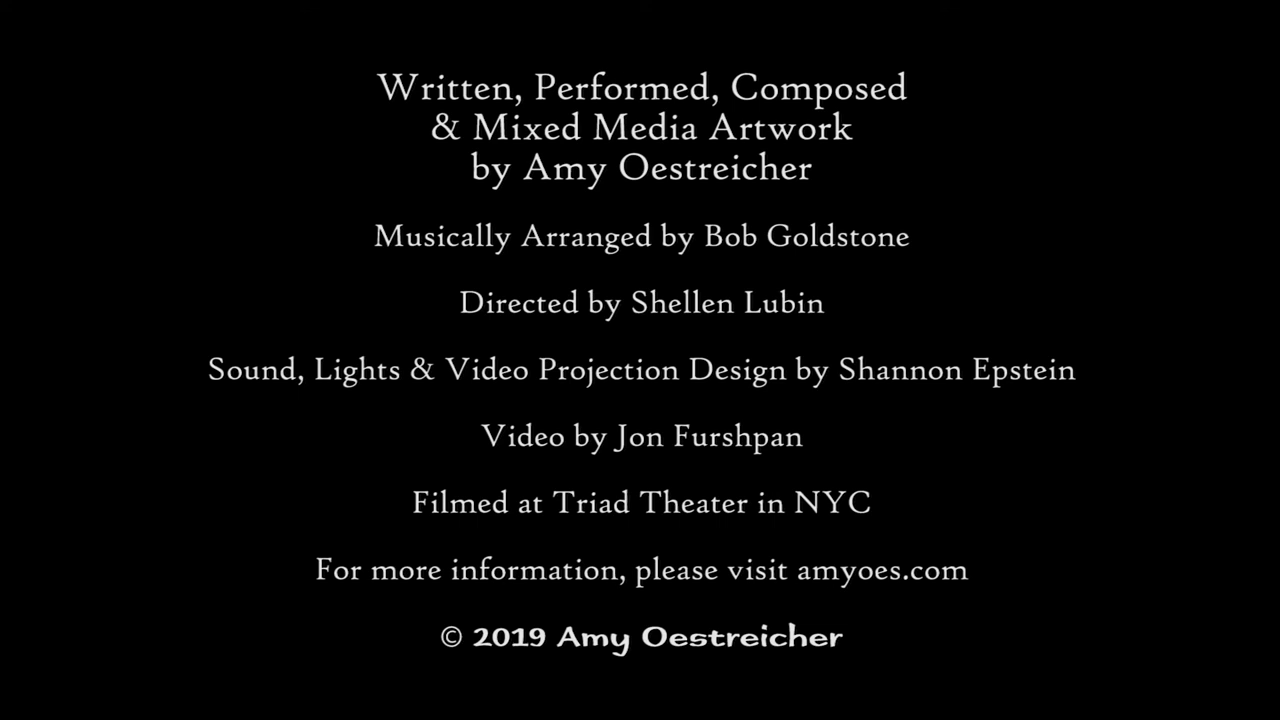 Written, Performed, Composed
& Mixed Media Artwork
by Amy Oestreicher
Musically Arranged by Bob Goldstone
Directed by Shellen Lubin
Sound, Lights & Video Projection Design by Shannon Epstein
Video by Jon Furshpan
Filmed at Triad Theater in NYC
For more information, please visit amyoes.com
© 2019 Amy Oestreicher